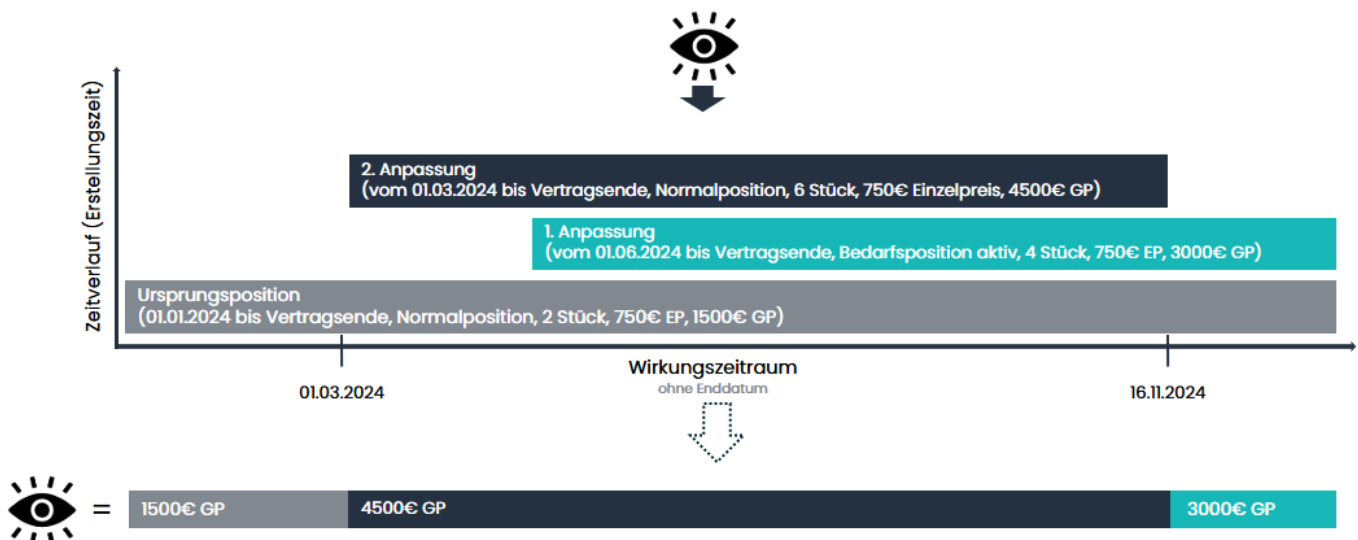 Zeitverlauf (Erstellungszeit)
2. Anpassung
(vom 01.03.2024 bis Vertragsende, Normalposition, 6 Stück, 750€ Einzelpreis, 4500€ GP)
1. Anpassung
(vom 01.06.2024 bis Vertragsende, Bedarfsposition aktiv, 4 Stück, 750€ EP, 3000€ GP)
Ursprungsposition
(01.01.2024 bis Vertragsende, Normalposition, 2 Stück, 750€ EP, 1500€ GP)
01.03.2024
Wirkungszeitraum
ohne Enddatum
16.11.2024
=
1500€ GP
4500€ GP
3000€ GP